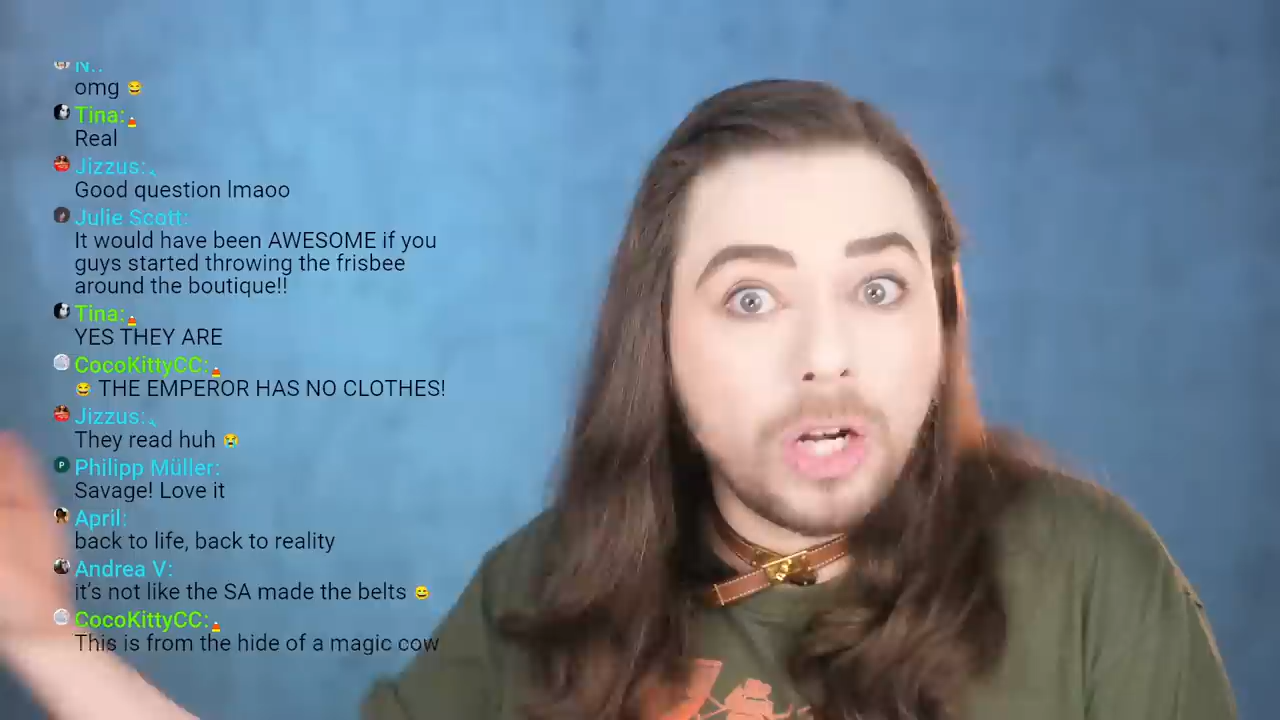 N..
omg 😂
Tina:
Real
Jizzus:
Good question lmaoo
Julie Scott:
It would have been AWESOME if you
guys started throwing the frisbee
around the boutique!!
Tina:
YES THEY ARE
CocoKittyCC:
😂 THE EMPEROR HAS NO CLOTHES!
Jizzus:
They read huh 😭
P
Philipp Müller:
Savage! Love it
April:
back to life, back to reality
Andrea V:
it's not like the SA made the belts 😅
CocoKittyCC:
This is from the hide of a magic cow